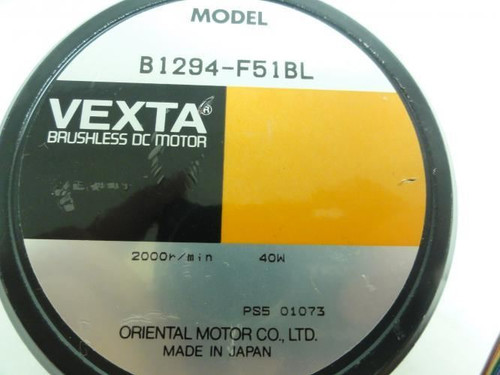 MODEL
B1294-F51BL
VEXTA®
BRUSHLESS DC MOTOR
2000r/min 40W
PS5 01073
ORIENTAL MOTOR CO., LTD.
MADE IN JAPAN